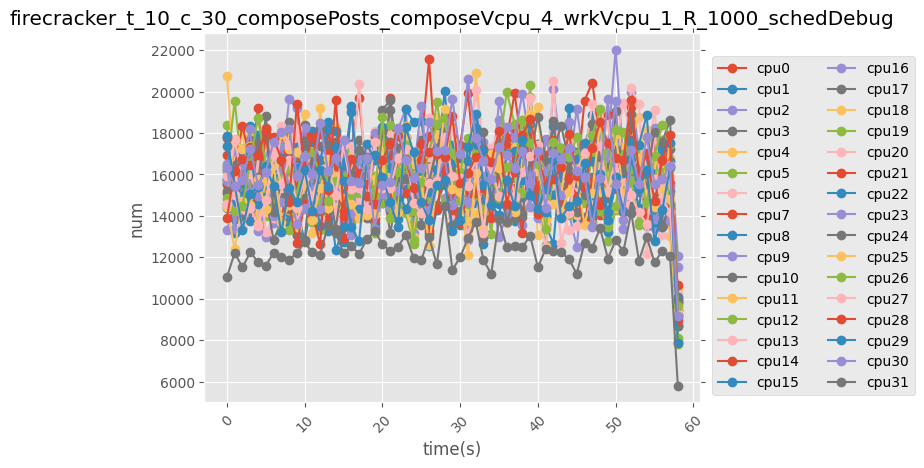 firecracker_t_10_c_30_composePosts_composeVcpu_4_wrkVcpu_1_R_1000_schedDebug
22000
20000
18000
16000
14000
12000
10000
8000
6000
num
0 10 20 30 40 50 60
time(s)
cpu0 cpu16
cpu1 cpu17
cpu2 cpu18
cpu3 cpu19
cpu4 cpu20
cpu5 cpu21
cpu6 cpu22
cpu7 cpu23
cpu8 cpu24
cpu9 cpu25
cpu10 cpu26
cpu11 cpu27
cpu12 cpu28
cpu13 cpu29
cpu14 cpu30
cpu15 cpu31